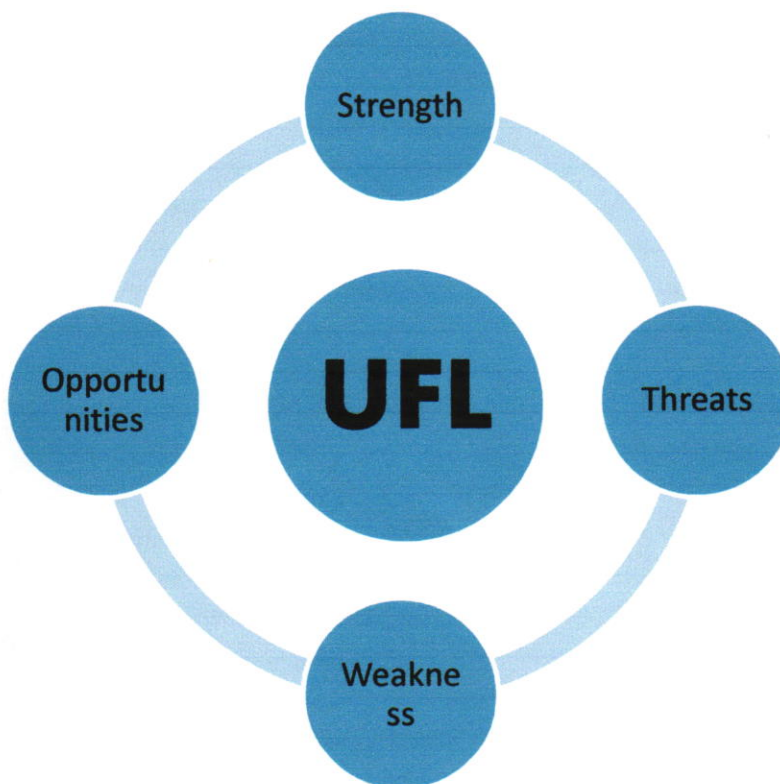 Strength
Opportu
nities
UFL
Threats
Weakne
ss